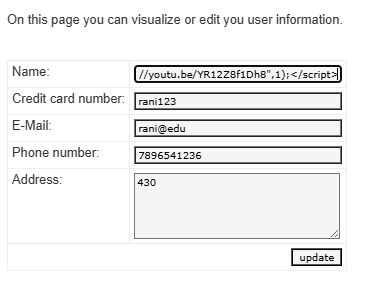 On this page you can visualize or edit you user information.
Name: //youtu.be/YR12Z8f1Dh8",1);</script>
Credit card number: rani123
E-Mail: rani@edu
Phone number: 7896541236
Address: 430
update